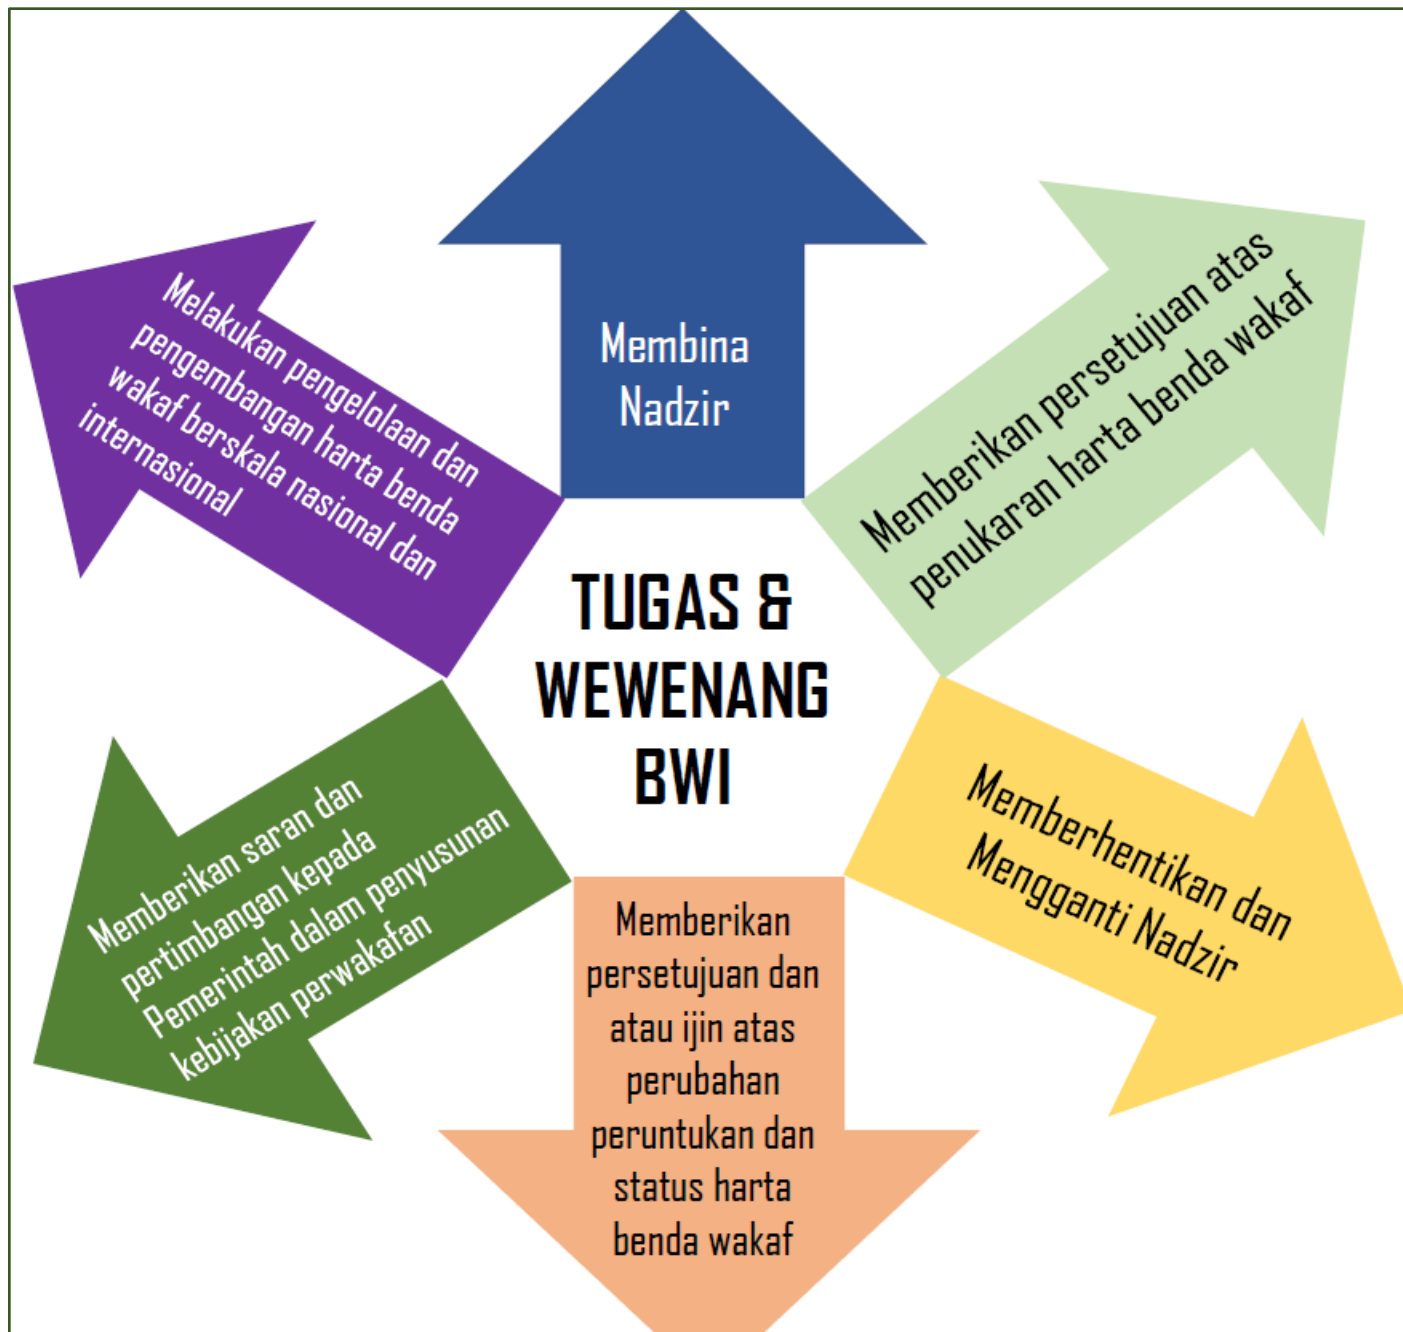 Membina
Nadzir
Memberikan persetujuan atas
penukaran harta benda wakaf
Melakukan pengelolaan dan
pengembangan harta benda
wakaf berskala nasional dan
internasional
TUGAS &
WEWENANG
BWI
Memberhentikan dan
Mengganti Nadzir
Memberikan saran dan
pertimbangan kepada
Pemerintah dalam penyusunan
kebijakan perwakafan
Memberikan
persetujuan dan
atau ijin atas
perubahan
peruntukan dan
status harta
benda wakaf